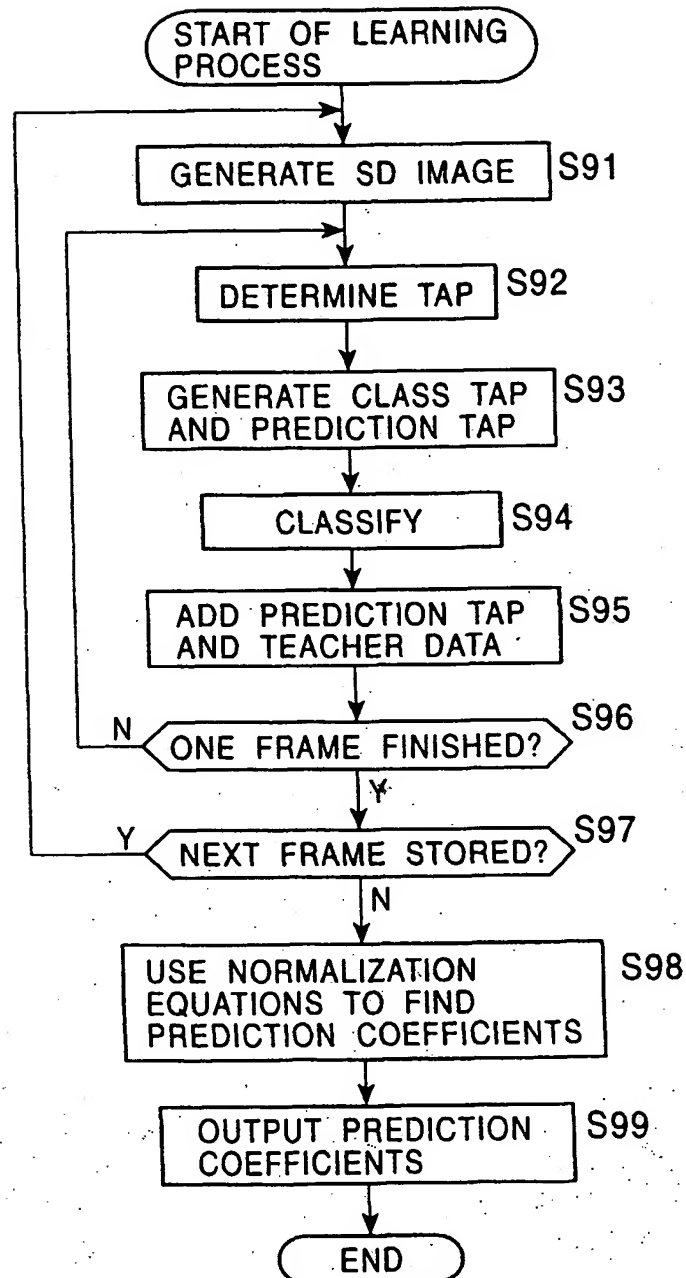 START OF LEARNING
PROCESS
GENERATE SD IMAGE S91
DETERMINE TAP S92
GENERATE CLASS TAP S93
AND PREDICTION TAP
CLASSIFY S94
ADD PREDICTION TAP S95
AND TEACHER DATA
N ONE FRAME FINISHED? S96
Y
Y NEXT FRAME STORED? S97
N
USE NORMALIZATION S98
EQUATIONS TO FIND
PREDICTION COEFFICIENTS
OUTPUT PREDICTION S99
COEFFICIENTS
END